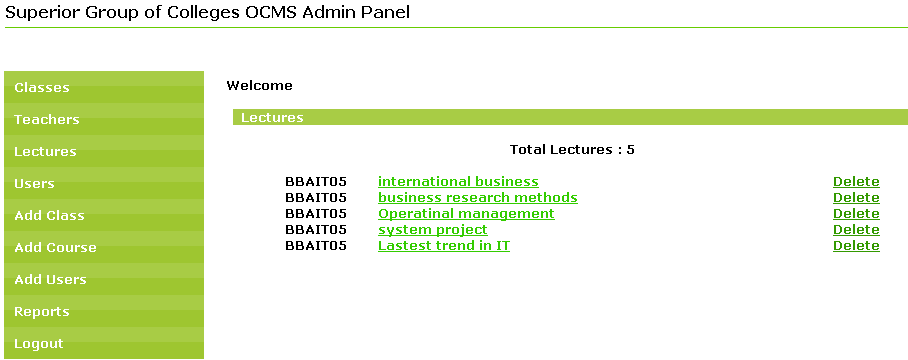 Superior Group of Colleges OCMS Admin Panel
Classes
Teachers
Lectures
Users
Add Class
Add Course
Add Users
Reports
Logout
Welcome
Lectures
Total Lectures : 5
BBAIT05 international business Delete
BBAIT05 business research methods Delete
BBAIT05 Operatinal management Delete
BBAIT05 system project Delete
BBAIT05 Lastest trend in IT Delete